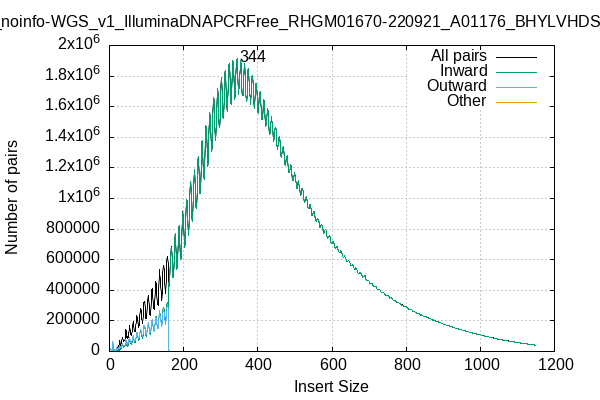 _noinfo-WGS_v1_IlluminaDNAPCRFree_RHGM01670-220921_A01176_BHYLVHDS
2x10^6
1.8x10^6
1.6x10^6
1.4x10^6
1.2x10^6
1x10^6
800000
600000
400000
200000
0
Number of pairs
344
All pairs
Inward
Outward
Other
0 200 400 600 800 1000 1200
Insert Size